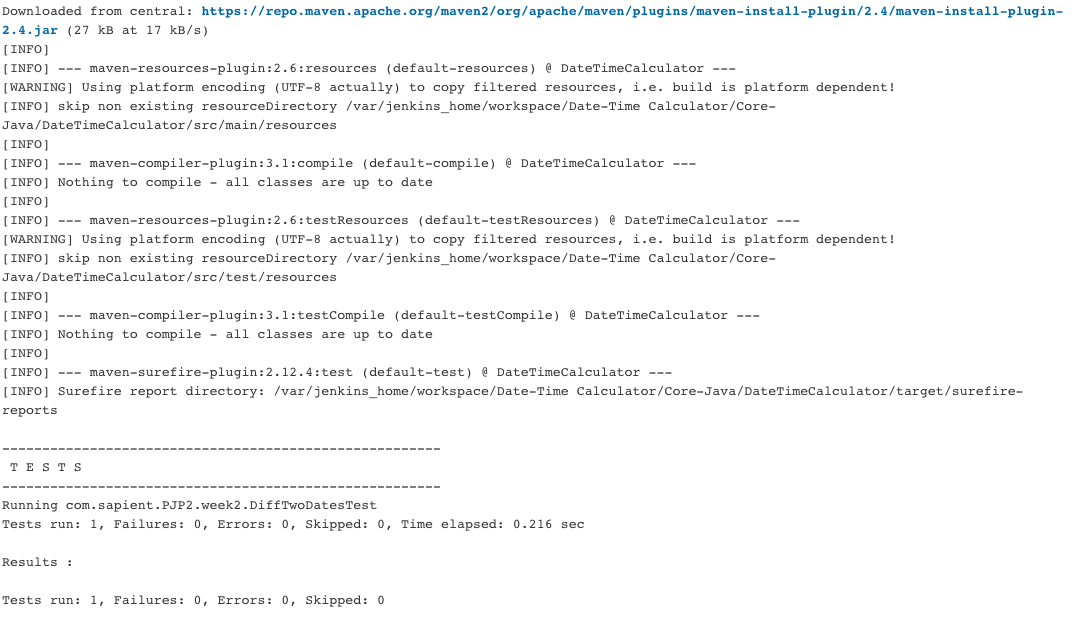 Downloaded from central: https://repo.maven.apache.org/maven2/org/apache/maven/plugins/maven-install-plugin/2.4/maven-install-plugin-
2.4.jar (27 kB at 17 kB/s)
[INFO]
[INFO] --- maven-resources-plugin:2.6:resources (default-resources) @ DateTimeCalculator ---
[WARNING] Using platform encoding (UTF-8 actually) to copy filtered resources, i.e. build is platform dependent!
[INFO] skip non existing resourceDirectory /var/jenkins_home/workspace/Date-Time Calculator/Core-
Java/DateTimeCalculator/src/main/resources
[INFO]
[INFO] --- maven-compiler-plugin:3.1:compile (default-compile) @ DateTimeCalculator ---
[INFO] Nothing to compile - all classes are up to date
[INFO]
[INFO] --- maven-resources-plugin:2.6:testResources (default-testResources) @ DateTimeCalculator ---
[WARNING] Using platform encoding (UTF-8 actually) to copy filtered resources, i.e. build is platform dependent!
[INFO] skip non existing resourceDirectory /var/jenkins_home/workspace/Date-Time Calculator/Core-
Java/DateTimeCalculator/src/test/resources
[INFO]
[INFO] --- maven-compiler-plugin:3.1:testCompile (default-testCompile) @ DateTimeCalculator ---
[INFO] Nothing to compile - all classes are up to date
[INFO]
[INFO] --- maven-surefire-plugin:2.12.4:test (default-test) @ DateTimeCalculator ---
[INFO] Surefire report directory: /var/jenkins_home/workspace/Date-Time Calculator/Core-Java/DateTimeCalculator/target/surefire-
reports
-------------------------------------------------------
T E S T S
-------------------------------------------------------
Running com.sapient.PJP2.week2.DiffTwoDatesTest
Tests run: 1, Failures: 0, Errors: 0, Skipped: 0, Time elapsed: 0.216 sec
Results :
Tests run: 1, Failures: 0, Errors: 0, Skipped: 0